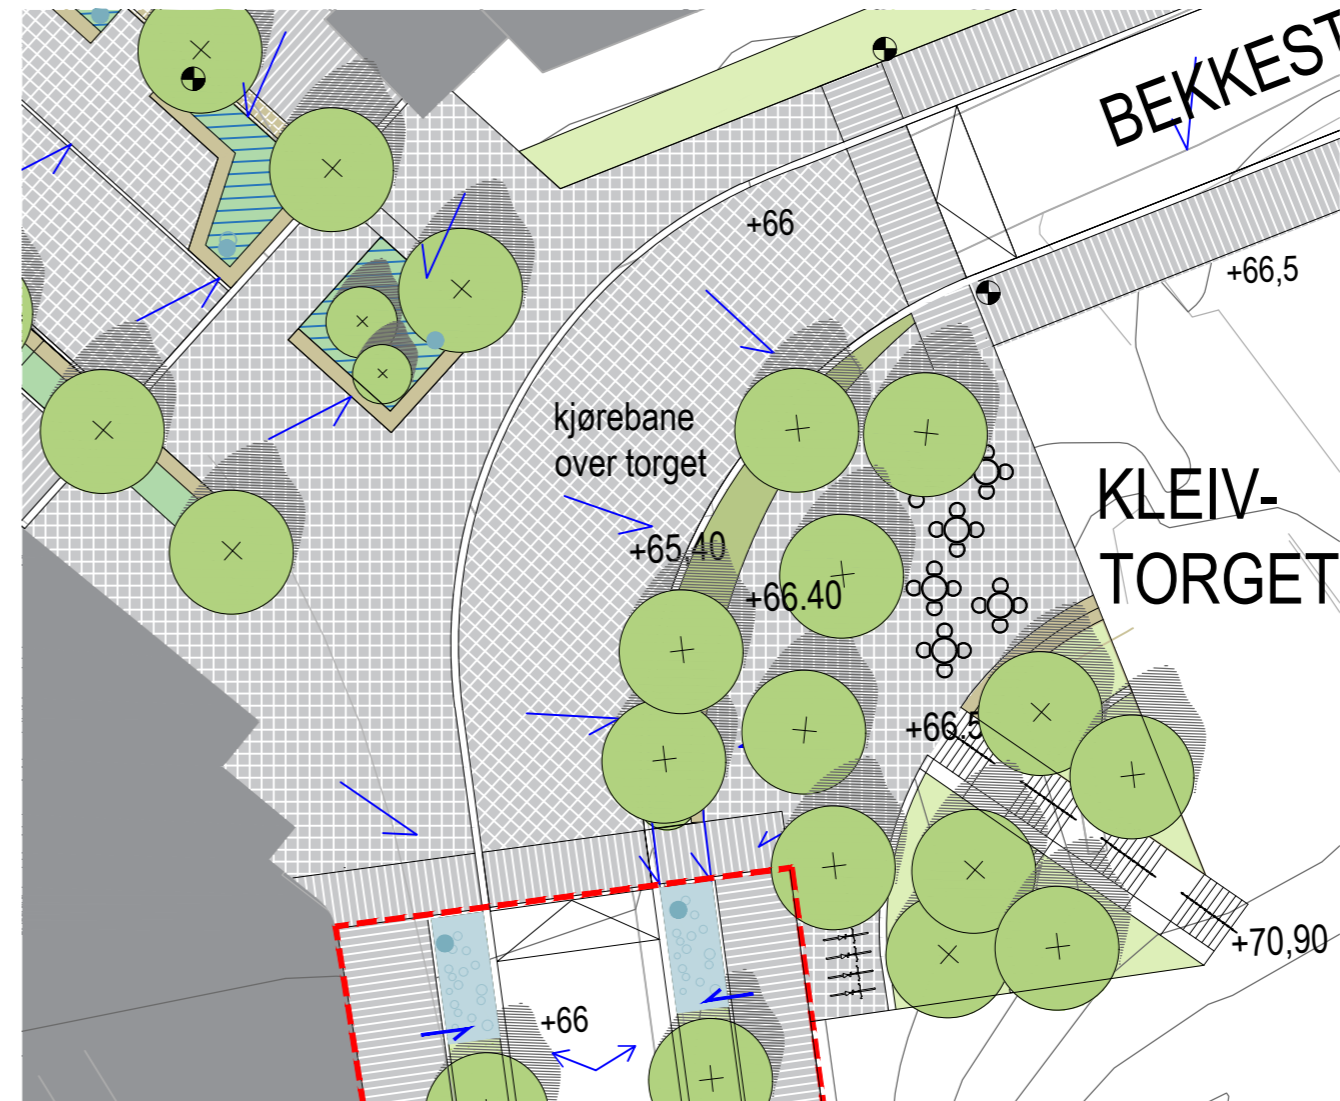 BEKKEST
+66
+66,5
kjørebane
over torget
KLEIV-
TORGET
+65,40
+66.40
+66.5
+70,90
+66